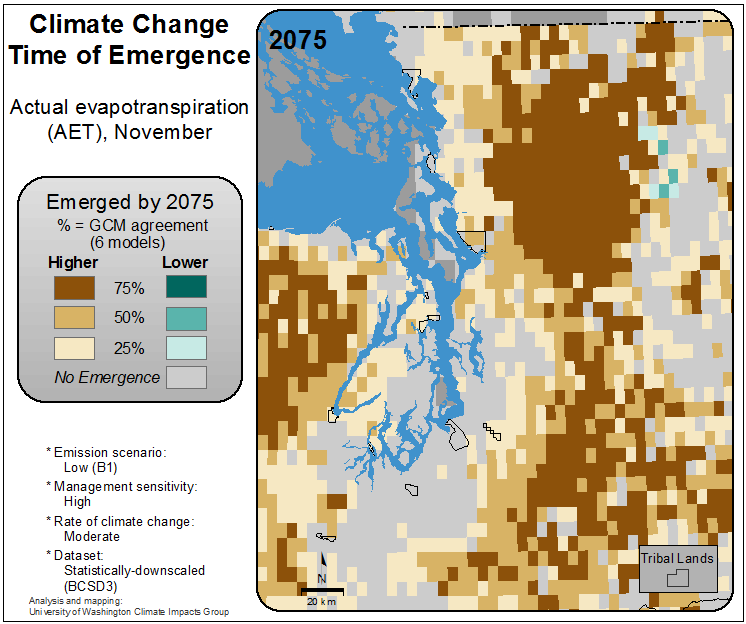 Climate Change
Time of Emergence
Actual evapotranspiration
(AET), November
Emerged by 2075
% = GCM agreement
(6 models)
Higher Lower
75%
50%
25%
No Emergence
* Emission scenario:
Low (B1)
* Management sensitivity:
High
* Rate of climate change:
Moderate
* Dataset:
Statistically-downscaled
(BCSD3)
Analysis and mapping:
University of Washington Climate Impacts Group
2075
Tribal Lands
N
20 km